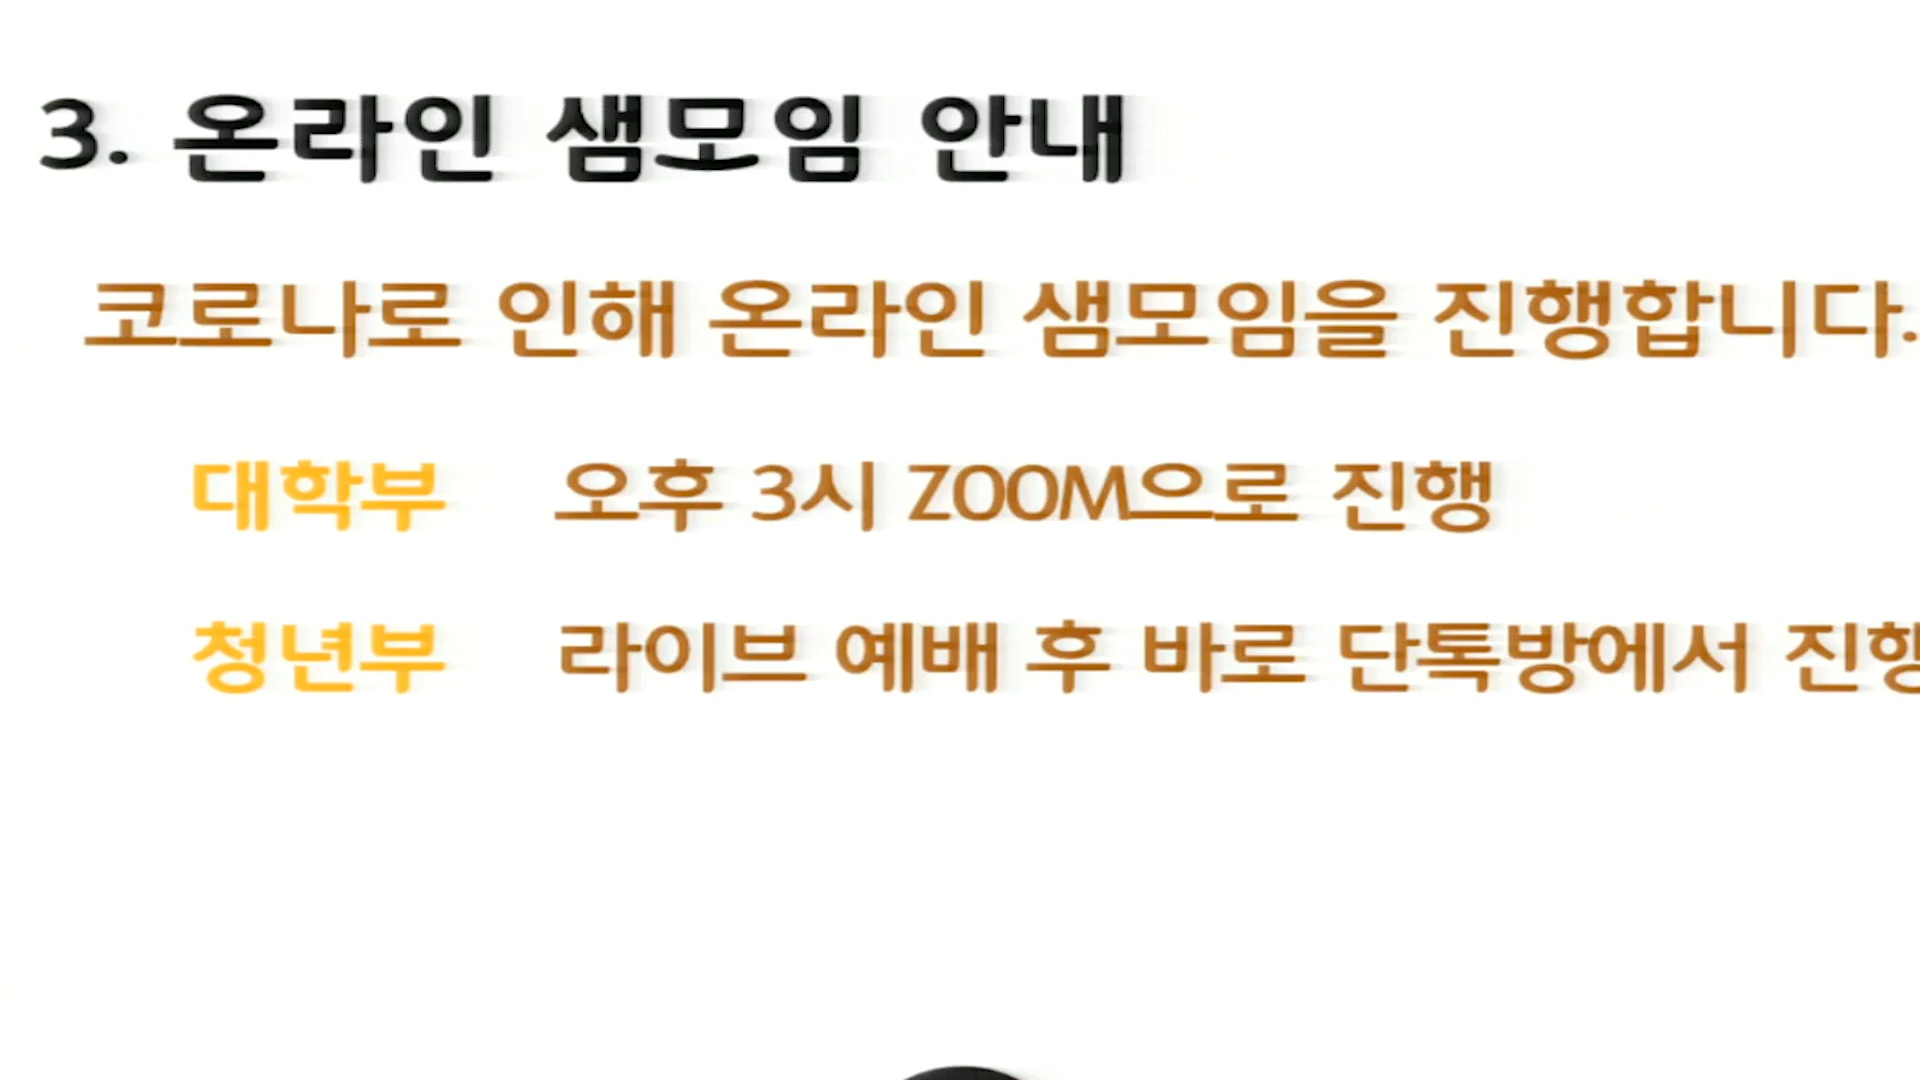 3. 온라인 샘모임 안내
코로나로 인해 온라인 샘모임을 진행합니다.
대학부 오후 3시 ZOOM으로 진행
청년부 라이브 예배 후 바로 단톡방에서 진행